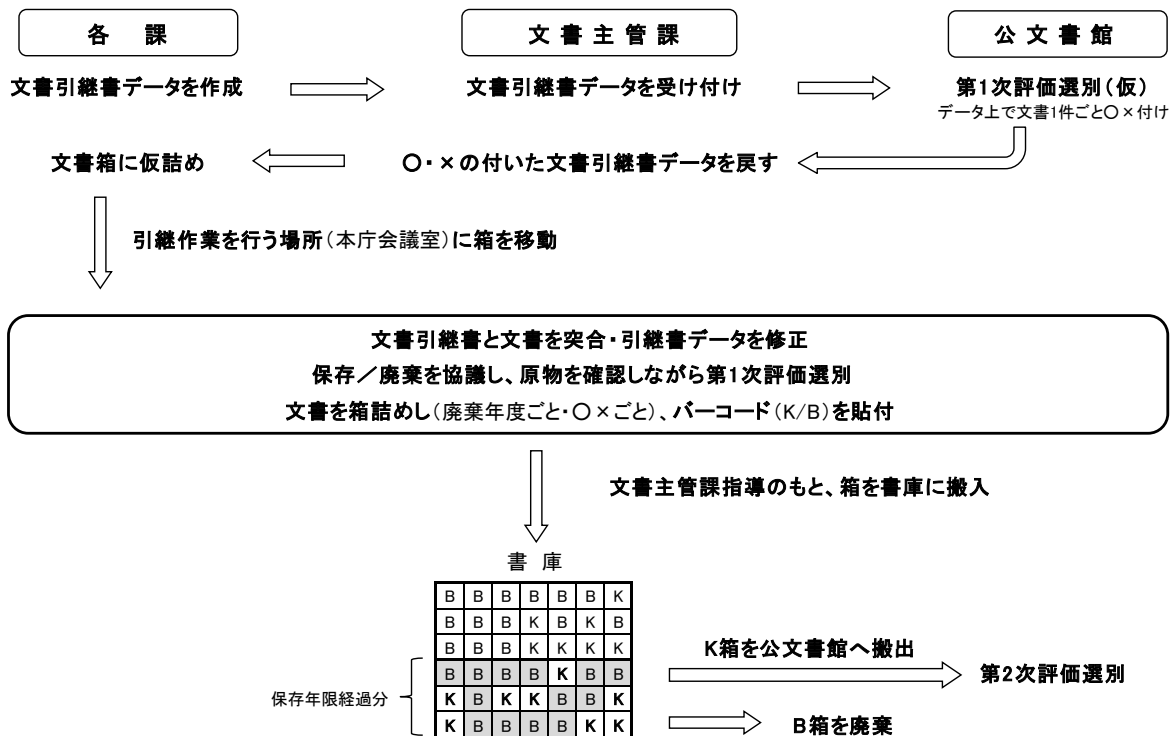 各　課
文書主管課
公文書館
文書引継書データを作成
文書引継書データを受け付け
第1次評価選別(仮)
データ上で文書1件ごと〇×付け
文書箱に仮詰め
〇・×の付いた文書引継書データを戻す
引継作業を行う場所(本庁会議室)に箱を移動
文書引継書と文書を突合・引継書データを修正
保存／廃棄を協議し、原物を確認しながら第1次評価選別
文書を箱詰めし(廃棄年度ごと・〇×ごと)、バーコード(K/B)を貼付
文書主管課指導のもと、箱を書庫に搬入
書 庫
B B B B B B K
B B B K B K B
B B B K K K K
B B B B K B B
K B K K B B K
K B B B B K K
保存年限経過分
K箱を公文書館へ搬出
第2次評価選別
B箱を廃棄